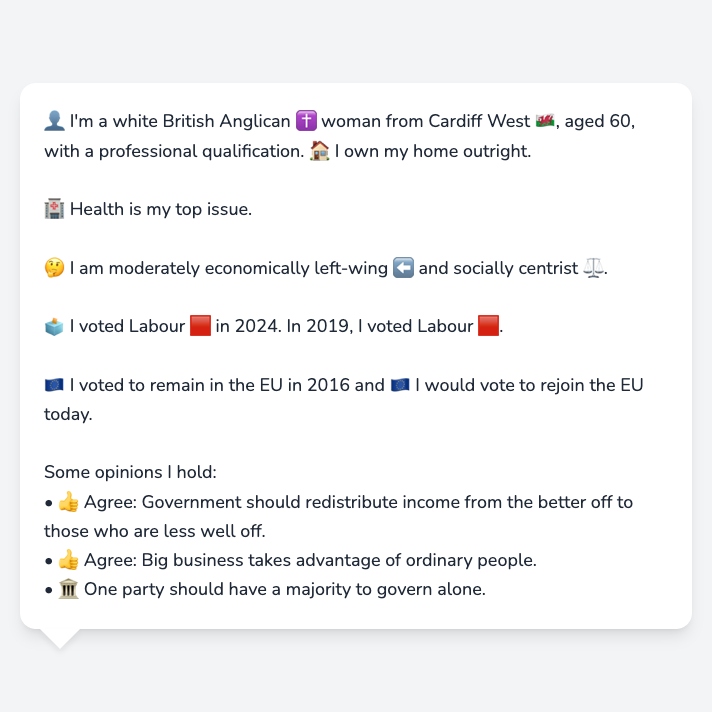 👤 I'm a white British Anglican ✝️ woman from Cardiff West 🏴󠁧󠁢󠁷󠁬󠁳󠁿, aged 60,
with a professional qualification. 🏠 I own my home outright.
🏥 Health is my top issue.
🤔 I am moderately economically left-wing ⬅️ and socially centrist ⚖️.
🗳️ I voted Labour 🟥 in 2024. In 2019, I voted Labour 🟥.
🇪🇺 I voted to remain in the EU in 2016 and 🇪🇺 I would vote to rejoin the EU
today.
Some opinions I hold:
• 👍 Agree: Government should redistribute income from the better off to
those who are less well off.
• 👍 Agree: Big business takes advantage of ordinary people.
• 🏛️ One party should have a majority to govern alone.